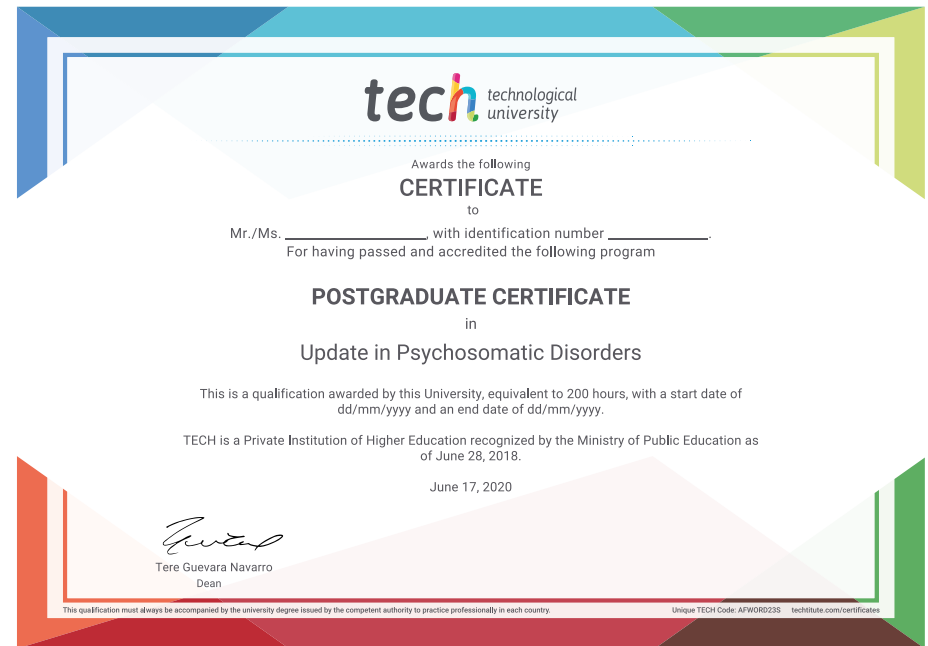 tech technological
university
Awards the following
CERTIFICATE
to
Mr./Ms. ____________________, with identification number ______________.
For having passed and accredited the following program
POSTGRADUATE CERTIFICATE
in
Update in Psychosomatic Disorders
This is a qualification awarded by this University, equivalent to 200 hours, with a start date of
dd/mm/yyyy and an end date of dd/mm/yyyy.
TECH is a Private Institution of Higher Education recognized by the Ministry of Public Education as
of June 28, 2018.
June 17, 2020
Tere Guevara Navarro
Dean
This qualification must always be accompanied by the university degree issued by the competent authority to practice professionally in each country. Unique TECH Code: AFWORD23S techtitute.com/certificates